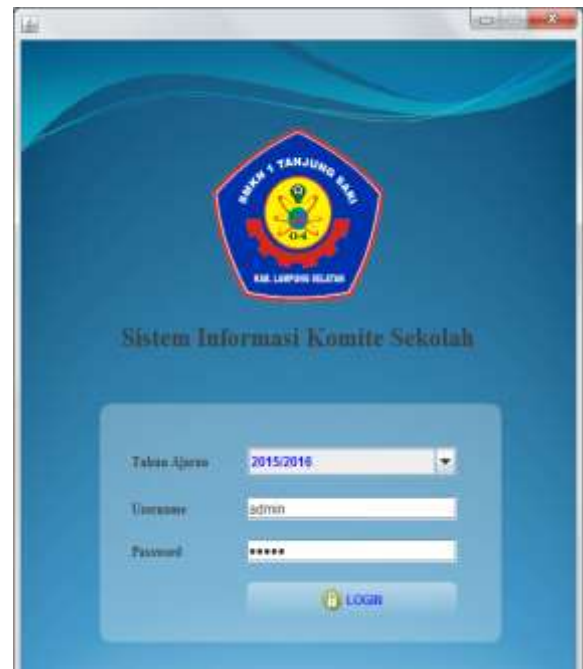 SMKN 1 TANJUNG SARI
KAB. LAMPUNG SELATAN
Sistem Informasi Komite Sekolah
Tahun Ajaran
2015/2016
Username
admin
Password
•••••
LOGIN